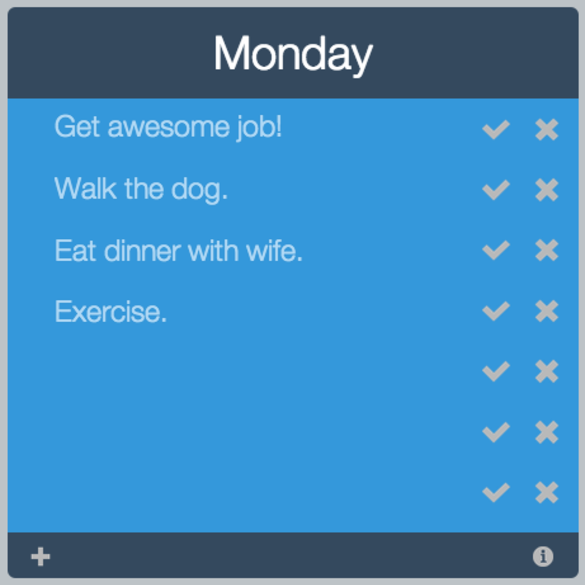 Monday
Get awesome job!
Walk the dog.
Eat dinner with wife.
Exercise.